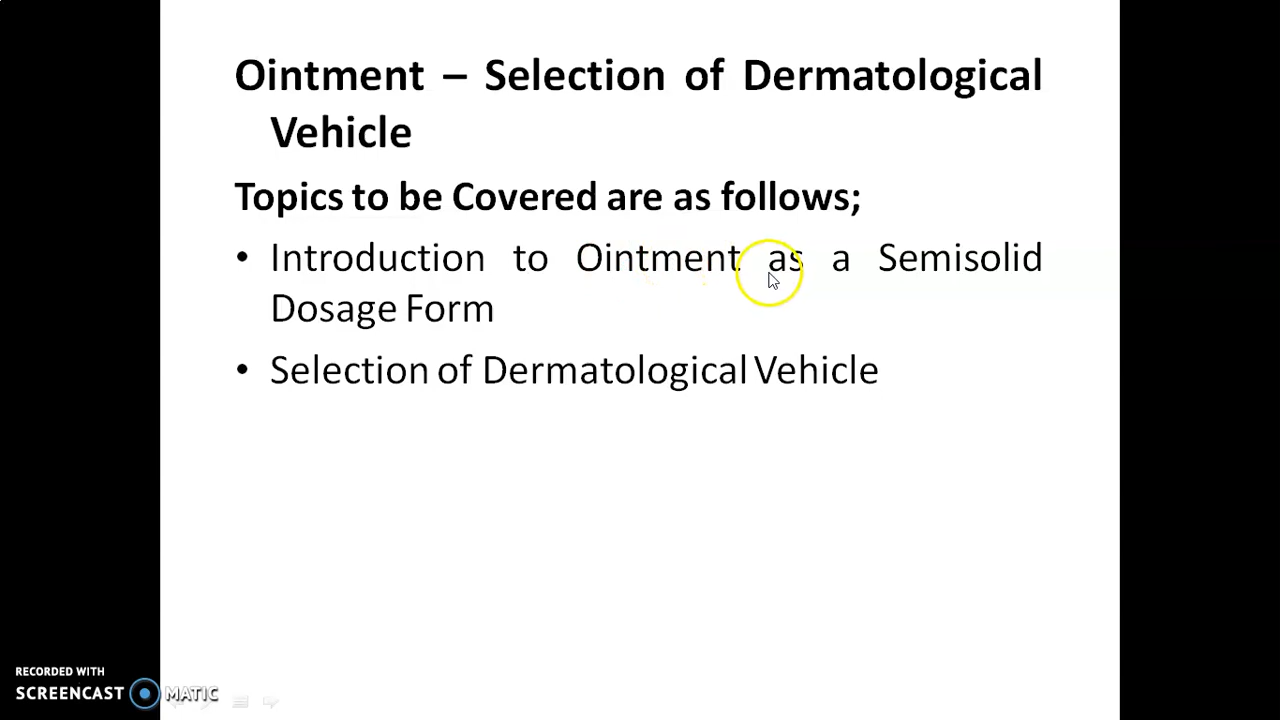 Ointment – Selection of Dermatological
Vehicle
Topics to be Covered are as follows;
• Introduction to Ointment as a Semisolid
Dosage Form
• Selection of Dermatological Vehicle
RECORDED WITH
SCREENCAST MATIC